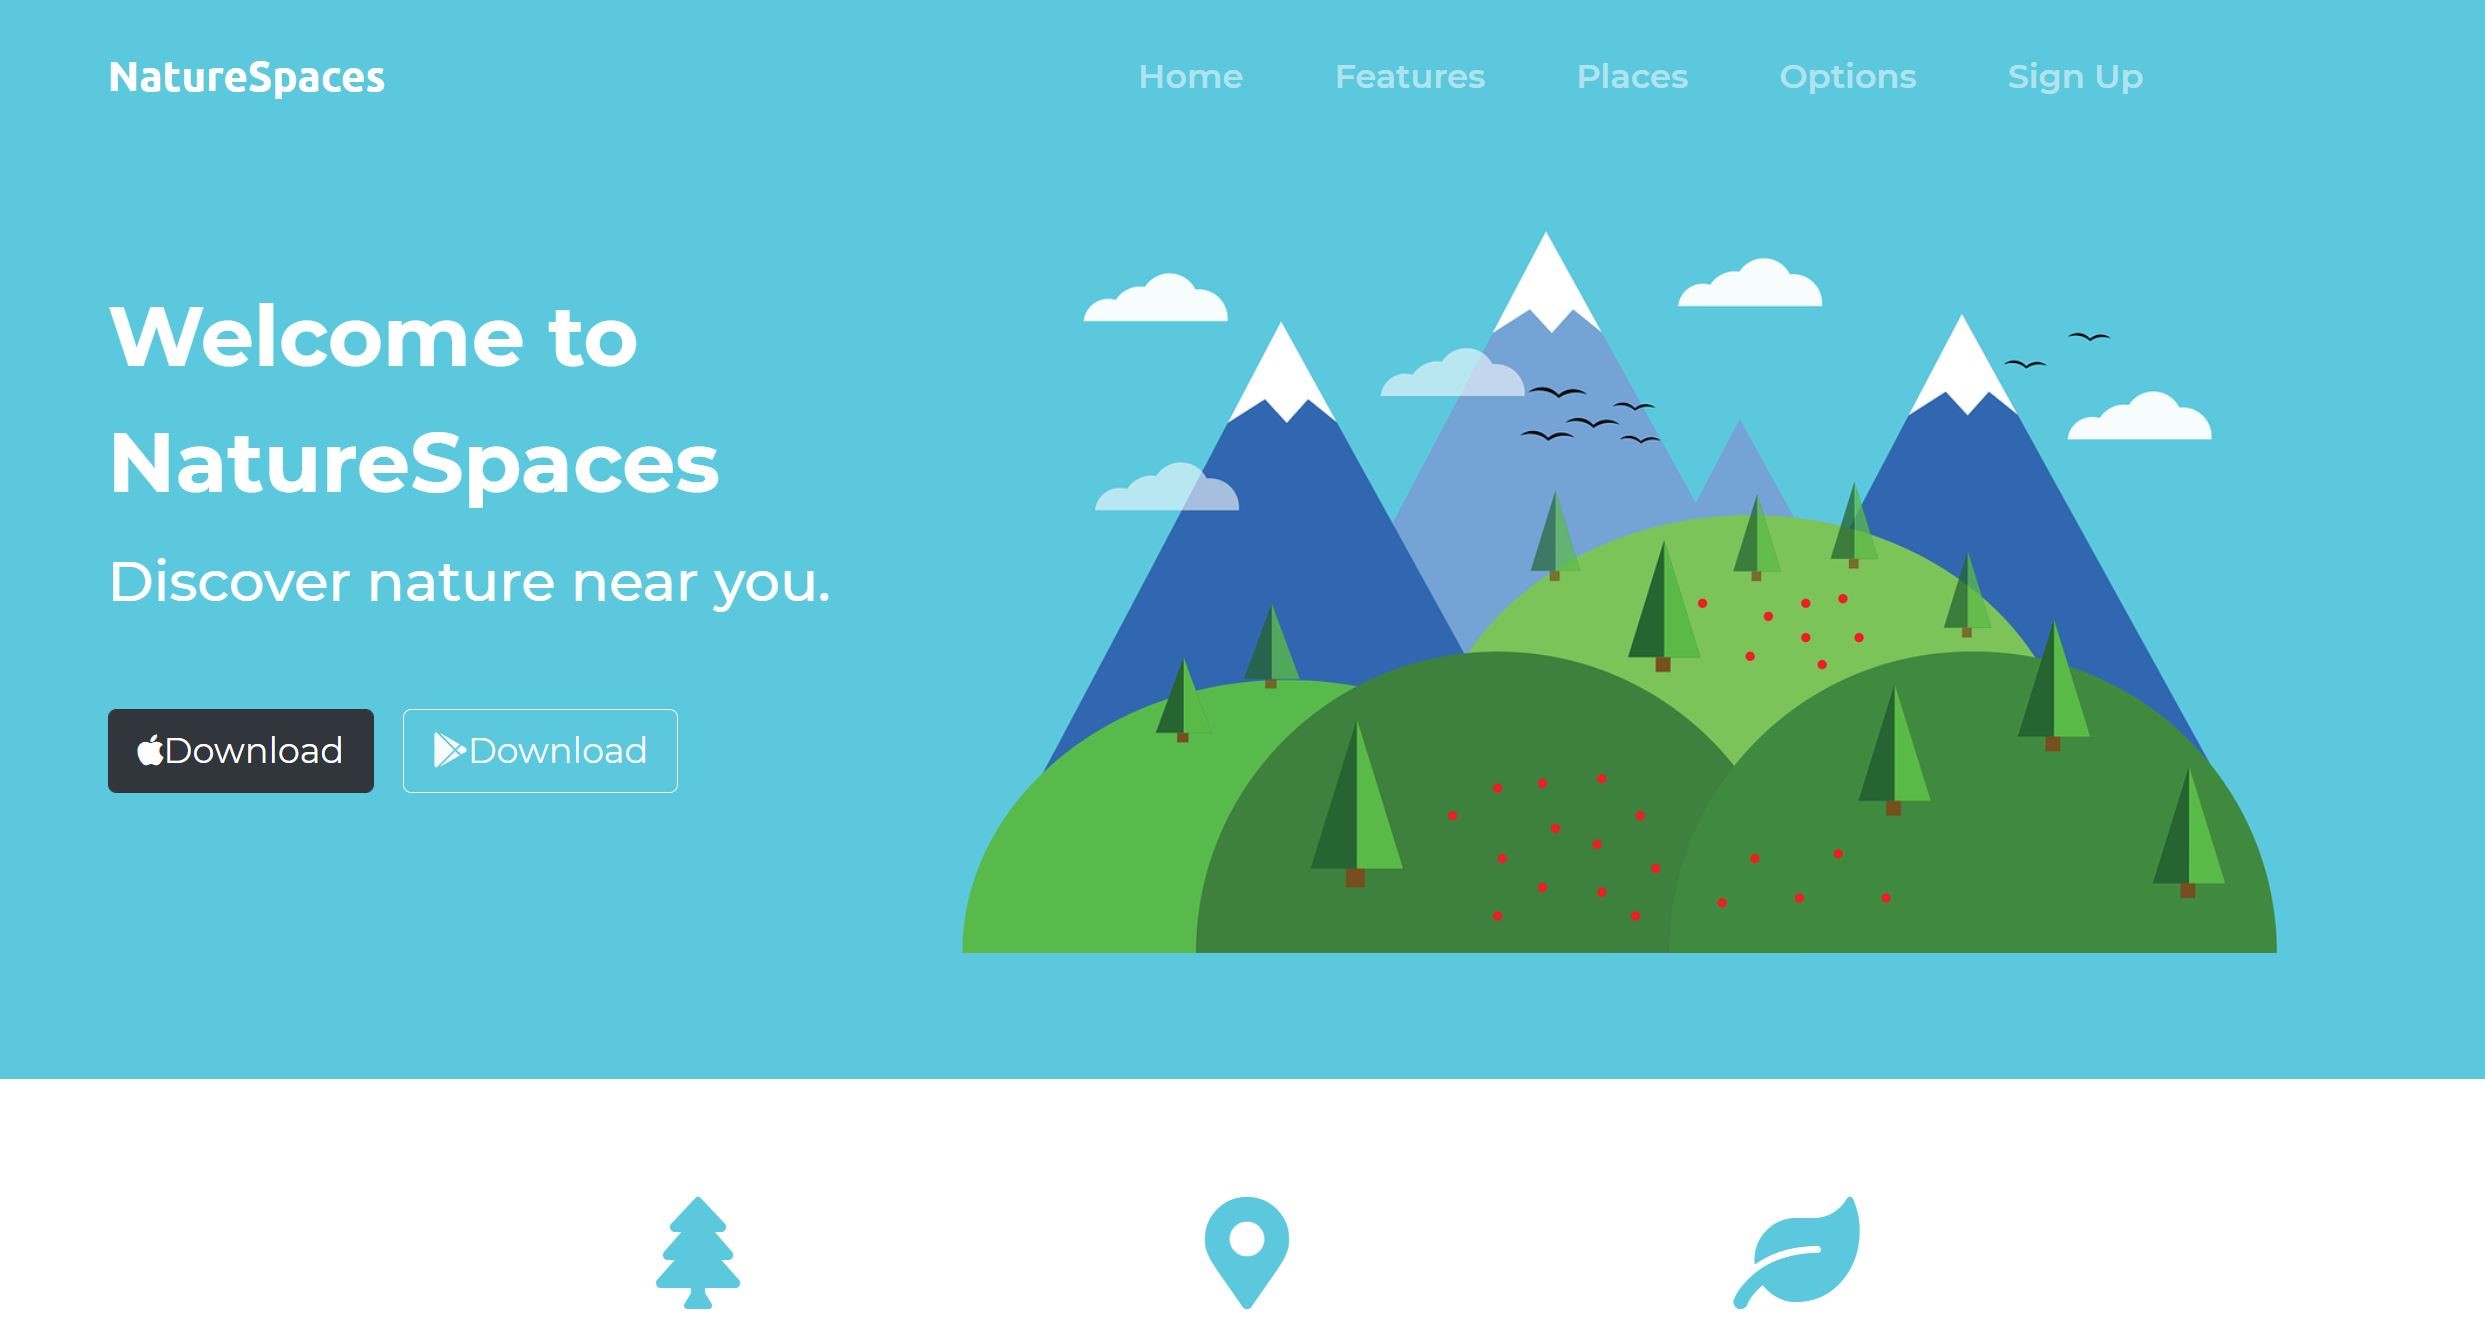 NatureSpaces
Home Features Places Options Sign Up
Welcome to
NatureSpaces
Discover nature near you.
Download Download